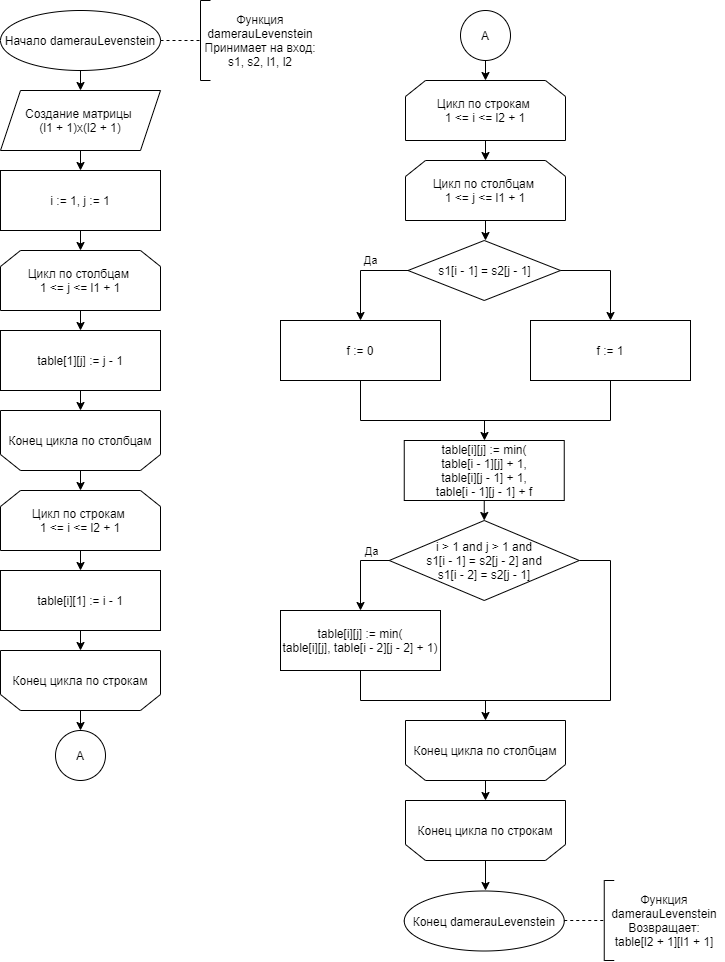 Начало damerauLevenstein
Функция
damerauLevenstein
Принимает на вход:
s1, s2, l1, l2
Создание матрицы
(l1 + 1)x(l2 + 1)
i := 1, j := 1
Цикл по столбцам
1 <= j <= l1 + 1
table[1][j] := j - 1
Конец цикла по столбцам
Цикл по строкам
1 <= i <= l2 + 1
table[i][1] := i - 1
Конец цикла по строкам
A
A
Цикл по строкам
1 <= i <= l2 + 1
Цикл по столбцам
1 <= j <= l1 + 1
Да
s1[i - 1] = s2[j - 1]
f := 0
f := 1
table[i][j] := min(
table[i - 1][j] + 1,
table[i][j - 1] + 1,
table[i - 1][j - 1] + f
Да
i > 1 and j > 1 and
s1[i - 1] = s2[j - 2] and
s1[i - 2] = s2[j - 1]
table[i][j] := min(
table[i][j], table[i - 2][j - 2] + 1)
Конец цикла по столбцам
Конец цикла по строкам
Конец damerauLevenstein
Функция
damerauLevenstein
Возвращает:
table[l2 + 1][l1 + 1]